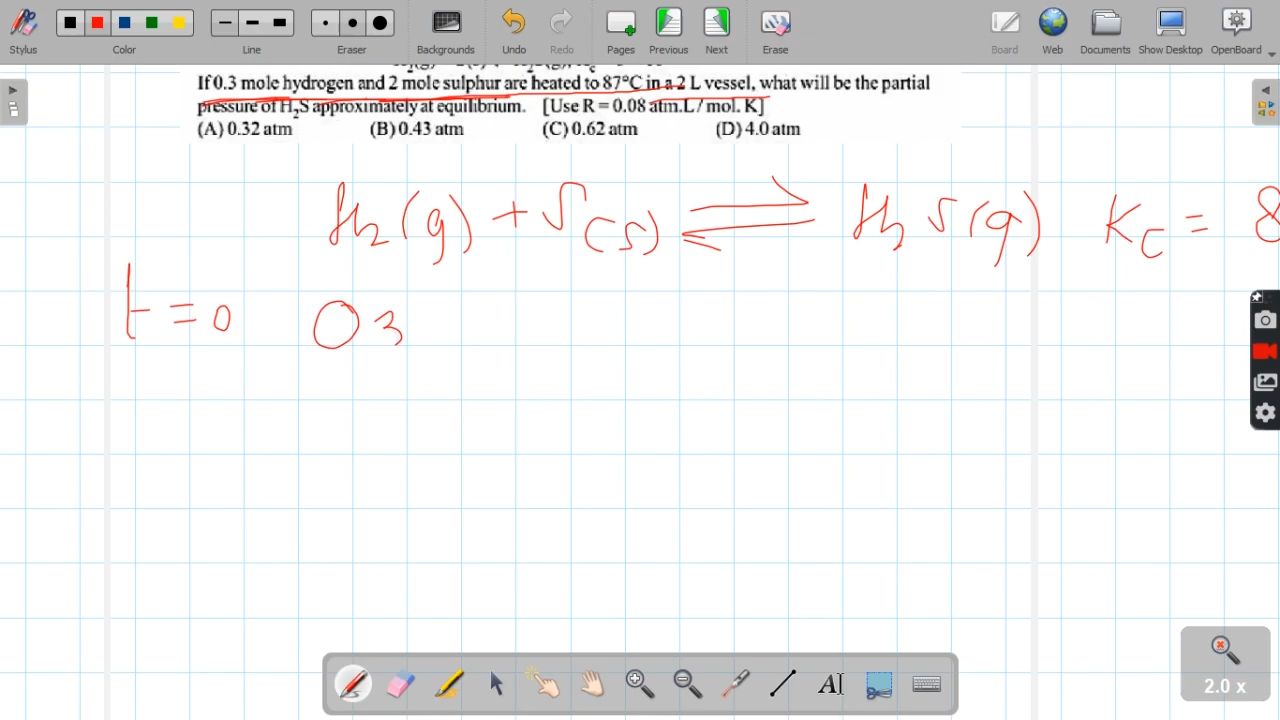 Stylus Color Line Eraser Backgrounds Undo Redo Pages Previous Next Erase Board Web Documents Show Desktop OpenBoard
If 0.3 mole hydrogen and 2 mole sulphur are heated to 87°C in a 2 L vessel, what will be the partial
pressure of H₂S approximately at equilibrium. [Use R = 0.08 atm.L / mol. K]
(A) 0.32 atm (B) 0.43 atm (C) 0.62 atm (D) 4.0 atm
H₂(g) + S(s) ⇌ H₂S(g) Kc = 8
t = 0 0 3
AI
2.0 x